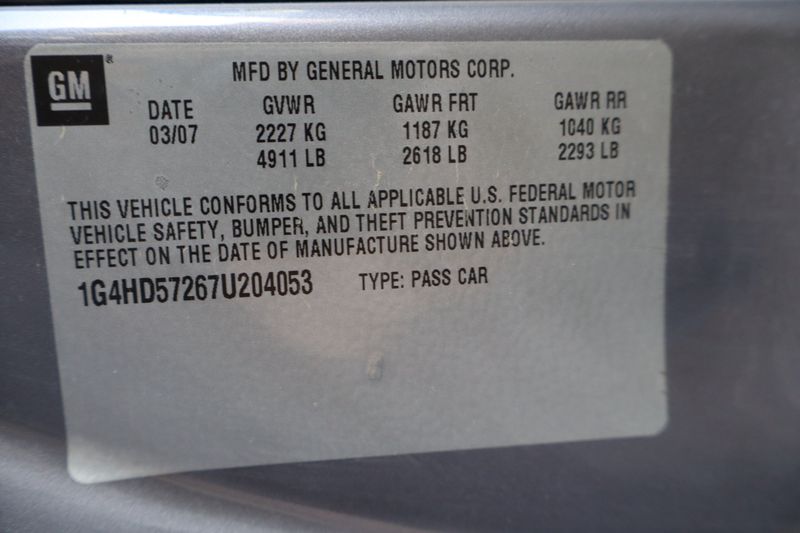 GM
®
MFD BY GENERAL MOTORS CORP.
DATE GVWR GAWR FRT GAWR RR
03/07 2227 KG 1187 KG 1040 KG
4911 LB 2618 LB 2293 LB
THIS VEHICLE CONFORMS TO ALL APPLICABLE U.S. FEDERAL MOTOR
VEHICLE SAFETY, BUMPER, AND THEFT PREVENTION STANDARDS IN
EFFECT ON THE DATE OF MANUFACTURE SHOWN ABOVE.
1G4HD57267U204053 TYPE: PASS CAR